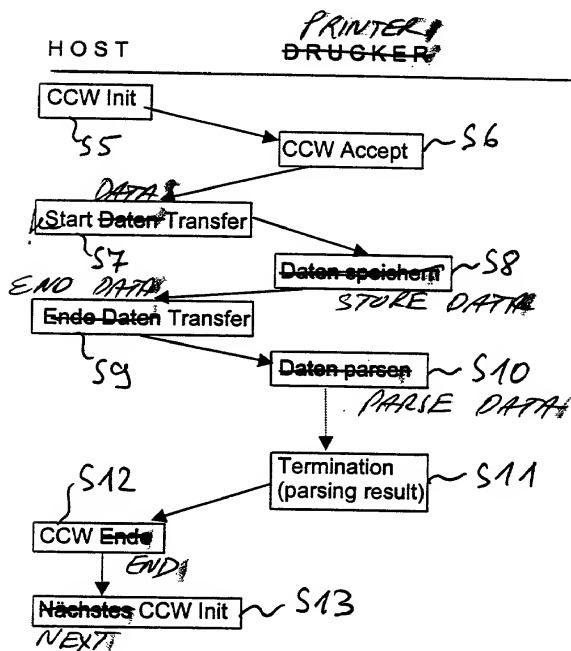 PRINTER
HOST DRUCKER
CCW Init
S5
CCW Accept S6
DATA
Start Daten Transfer
S7
Daten speichern S8
STORE DATA
END DATA
Ende Daten Transfer
S9
Daten parsen S10
PARSE DATA
Termination S11
(parsing result)
S12
CCW Ende
END
Nächstes CCW Init S13
NEXT